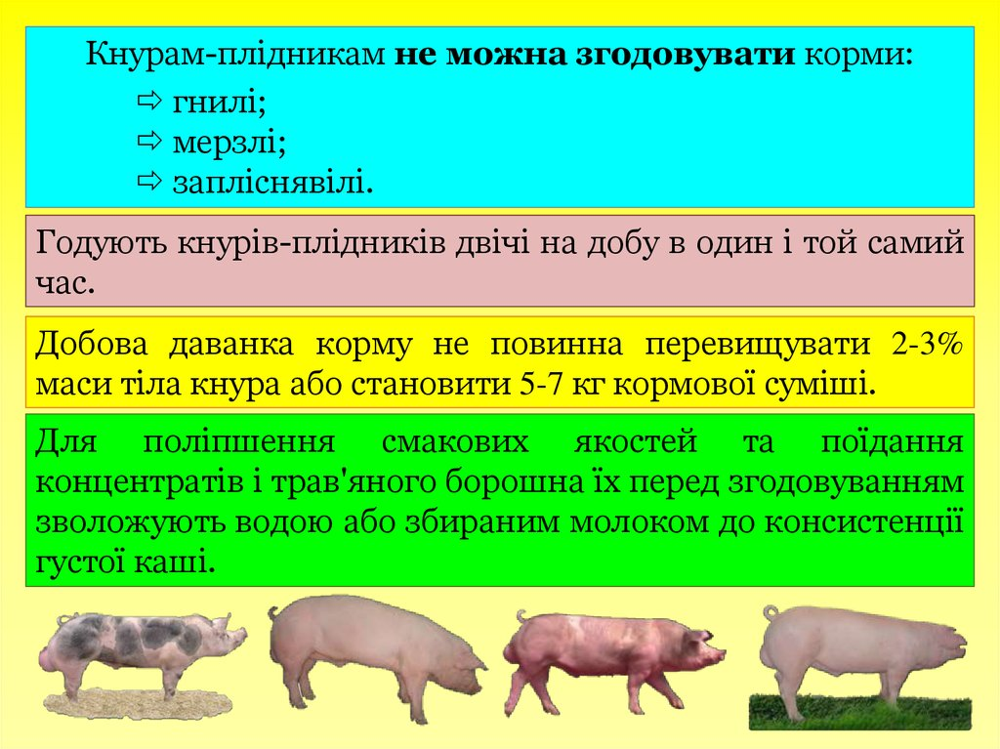 Кнурам-плідникам не можна згодовувати корми:
⇨ гнилі;
⇨ мерзлі;
⇨ запліснявілі.
Годують кнурів-плідників двічі на добу в один і той самий
час.
Добова даванка корму не повинна перевищувати 2-3%
маси тіла кнура або становити 5-7 кг кормової суміші.
Для поліпшення смакових якостей та поїдання
концентратів і трав'яного борошна їх перед згодовуванням
зволожують водою або збираним молоком до консистенції
густої каші.